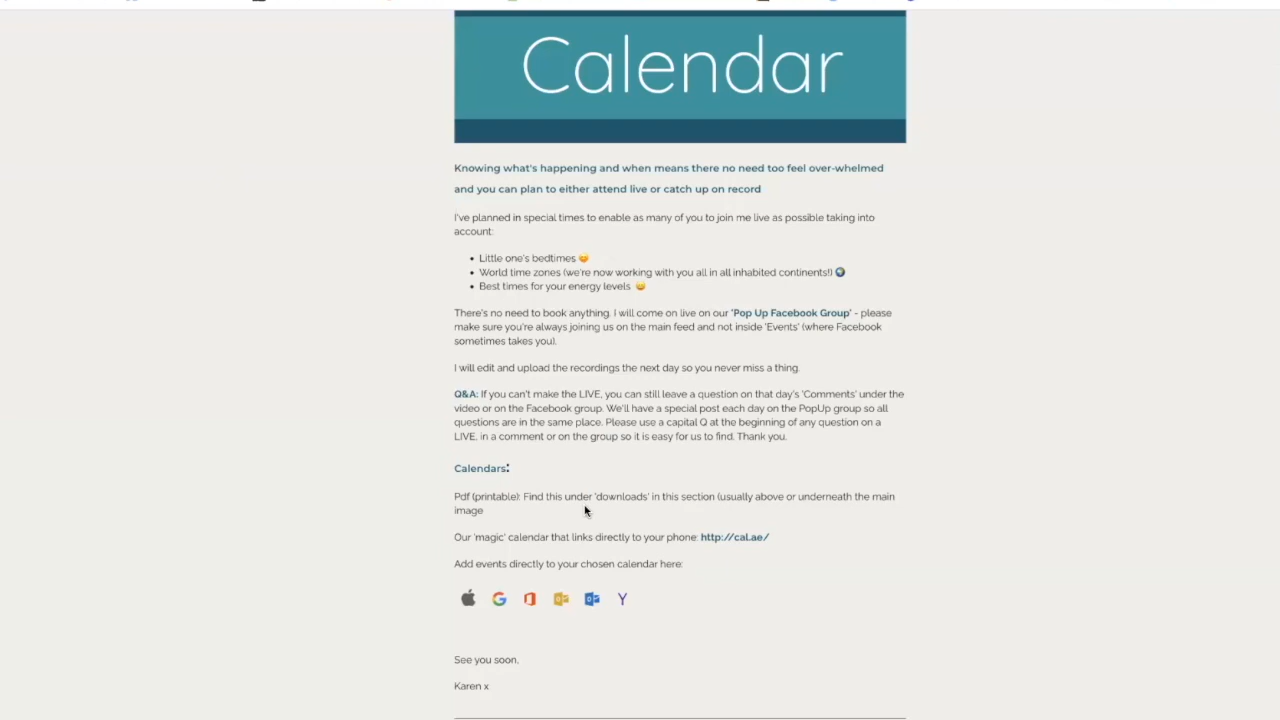 Calendar
Knowing what's happening and when means there no need too feel over-whelmed
and you can plan to either attend live or catch up on record
I've planned in special times to enable as many of you to join me live as possible taking into
account:
• Little one's bedtimes 😴
• World time zones (we're now working with you all in all inhabited continents!) 🌍
• Best times for your energy levels 😄
There's no need to book anything. I will come on live on our 'Pop Up Facebook Group' - please
make sure you're always joining us on the main feed and not inside 'Events' (where Facebook
sometimes takes you).
I will edit and upload the recordings the next day so you never miss a thing.
Q&A: If you can't make the LIVE, you can still leave a question on that day's 'Comments' under the
video or on the Facebook group. We'll have a special post each day on the PopUp group so all
questions are in the same place. Please use a capital Q at the beginning of any question on a
LIVE, in a comment or on the group so it is easy for us to find. Thank you.
Calendars:
Pdf (printable): Find this under 'downloads' in this section (usually above or underneath the main
image
Our 'magic' calendar that links directly to your phone: http://cal.ae/
Add events directly to your chosen calendar here:
See you soon,
Karen x